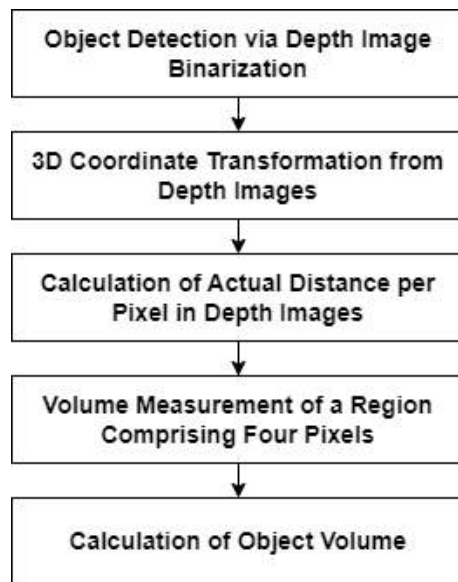 Object Detection via Depth Image
Binarization
3D Coordinate Transformation from
Depth Images
Calculation of Actual Distance per
Pixel in Depth Images
Volume Measurement of a Region
Comprising Four Pixels
Calculation of Object Volume